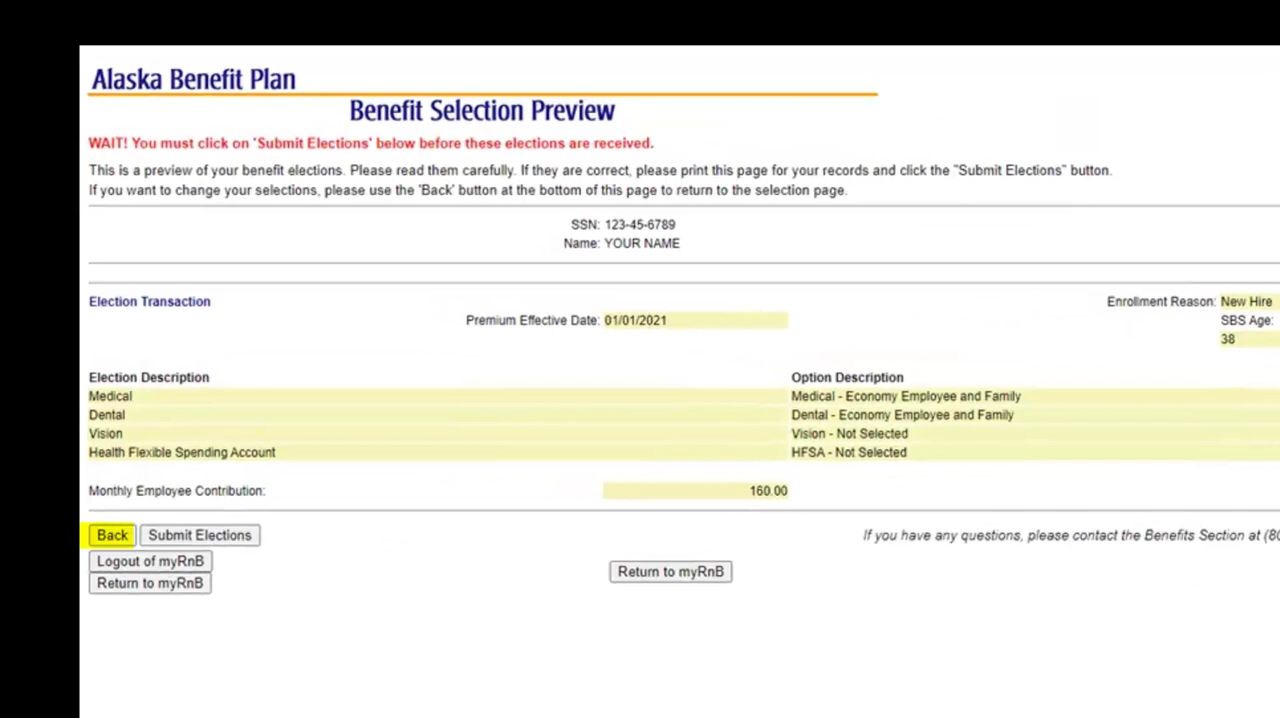 Alaska Benefit Plan
Benefit Selection Preview
WAIT! You must click on 'Submit Elections' below before these elections are received.
This is a preview of your benefit elections. Please read them carefully. If they are correct, please print this page for your records and click the "Submit Elections" button.
If you want to change your selections, please use the 'Back' button at the bottom of this page to return to the selection page.
SSN: 123-45-6789
Name: YOUR NAME
Election Transaction
Enrollment Reason: New Hire
Premium Effective Date: 01/01/2021
SBS Age:
38
Election Description Option Description
Medical Medical - Economy Employee and Family
Dental Dental - Economy Employee and Family
Vision Vision - Not Selected
Health Flexible Spending Account HFSA - Not Selected
Monthly Employee Contribution: 160.00
Back Submit Elections If you have any questions, please contact the Benefits Section at (80
Logout of myRnB
Return to myRnB
Return to myRnB